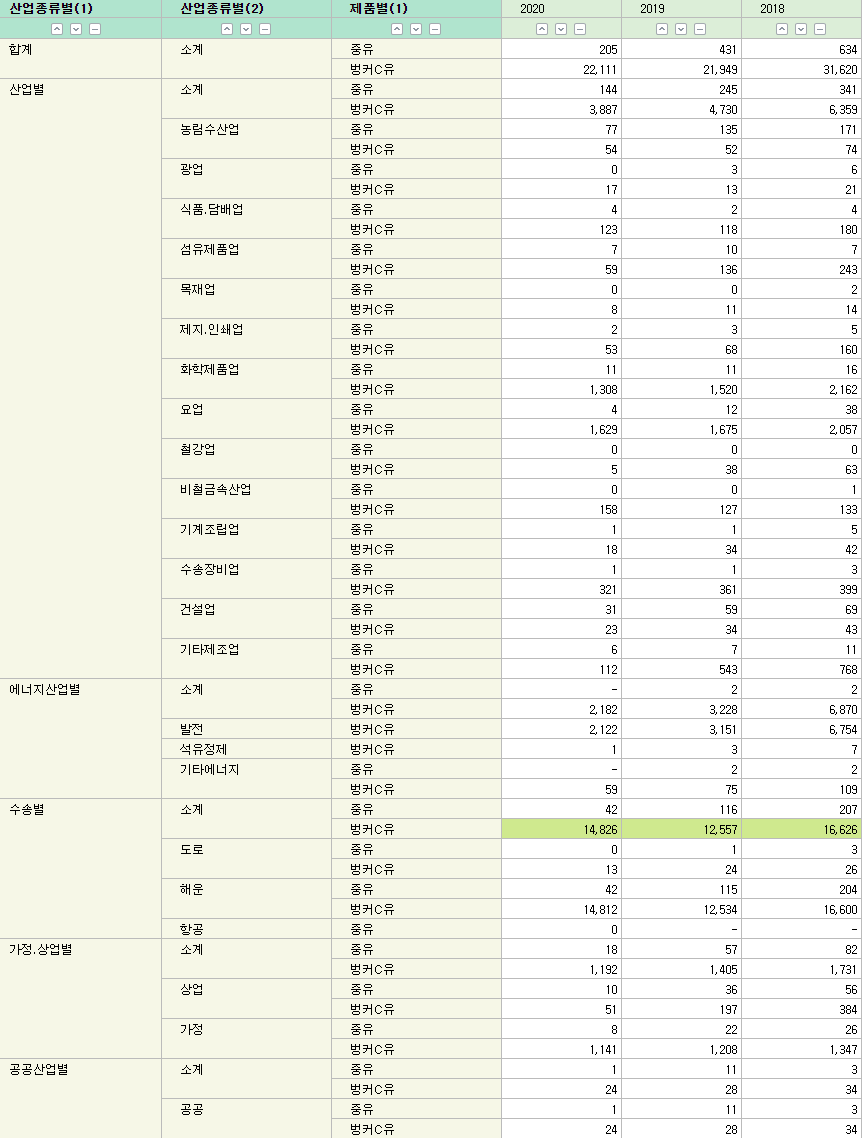 산업종류별(1) 산업종류별(2) 제품별(1) 2020 2019 2018
합계 소계 중유 205 431 634
벙커C유 22,111 21,949 31,620
산업별 소계 중유 144 245 341
벙커C유 3,887 4,730 6,359
농림수산업 중유 77 135 171
벙커C유 54 52 74
광업 중유 0 3 6
벙커C유 17 13 21
식품.담배업 중유 4 2 4
벙커C유 123 118 180
섬유제품업 중유 7 10 7
벙커C유 59 136 243
목재업 중유 0 0 2
벙커C유 8 11 14
제지.인쇄업 중유 2 3 5
벙커C유 53 68 160
화학제품업 중유 11 11 16
벙커C유 1,308 1,520 2,162
요업 중유 4 12 38
벙커C유 1,629 1,675 2,057
철강업 중유 0 0 0
벙커C유 5 38 63
비철금속산업 중유 0 0 1
벙커C유 158 127 133
기계조립업 중유 1 1 5
벙커C유 18 34 42
수송장비업 중유 1 1 3
벙커C유 321 361 399
건설업 중유 31 59 69
벙커C유 23 34 43
기타제조업 중유 6 7 11
벙커C유 112 543 768
에너지산업별 소계 중유 - 2 2
벙커C유 2,182 3,228 6,870
발전 벙커C유 2,122 3,151 6,754
석유정제 벙커C유 1 3 7
기타에너지 중유 - 2 2
벙커C유 59 75 109
수송별 소계 중유 42 116 207
벙커C유 14,826 12,557 16,626
도로 중유 0 1 3
벙커C유 13 24 26
해운 중유 42 115 204
벙커C유 14,812 12,534 16,600
항공 중유 0 - -
가정.상업별 소계 중유 18 57 82
벙커C유 1,192 1,405 1,731
상업 중유 10 36 56
벙커C유 51 197 384
가정 중유 8 22 26
벙커C유 1,141 1,208 1,347
공공산업별 소계 중유 1 11 3
벙커C유 24 28 34
공공 중유 1 11 3
벙커C유 24 28 34